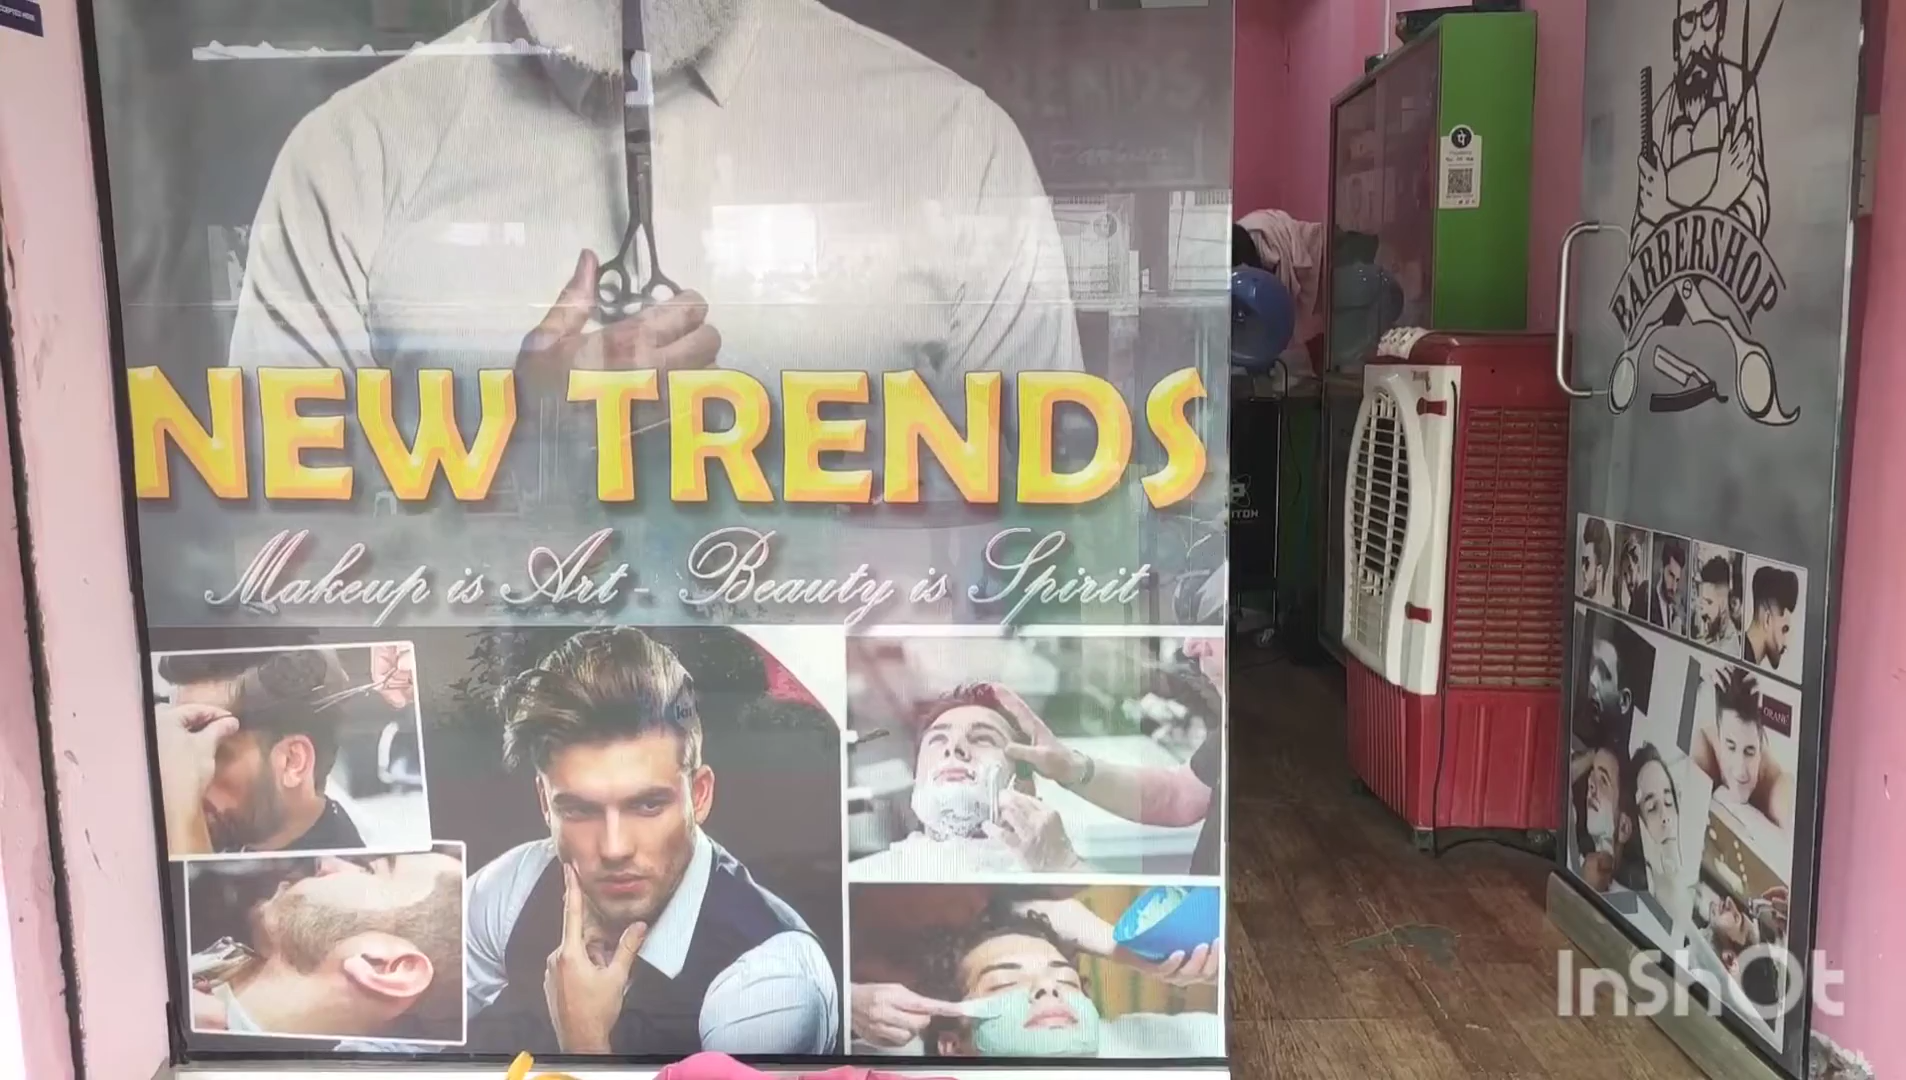 NEW TRENDS
Makeup is Art - Beauty is Spirit
BARBERSHOP
InShOt